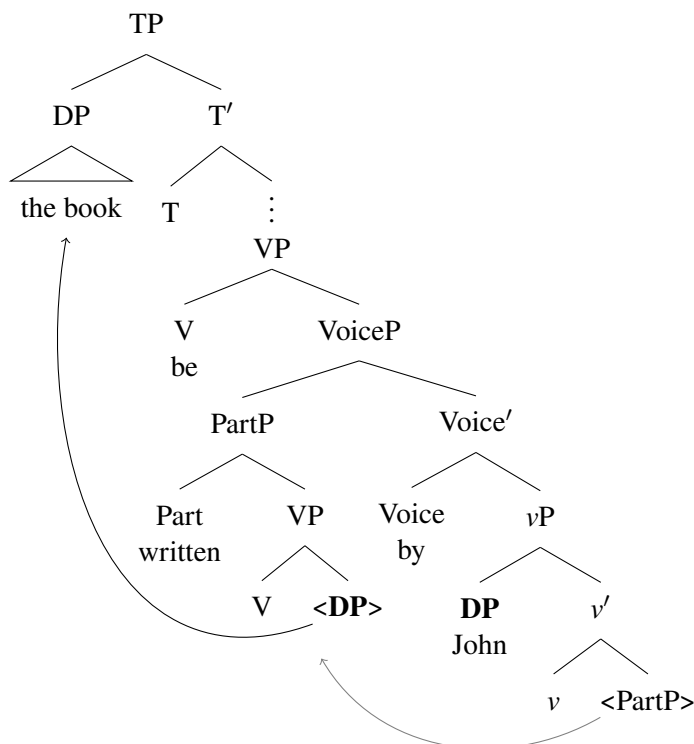 TP
DP T′
the book T ⋮
VP
V VoiceP
be
PartP Voice′
Part VP Voice vP
written by
V <DP> DP v′
John
v <PartP>